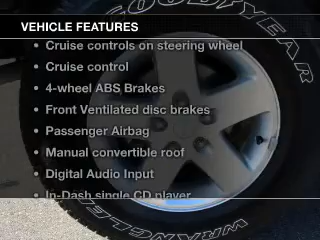 GOODYEAR
VEHICLE FEATURES
• Cruise controls on steering wheel
• Cruise control
• 4-wheel ABS Brakes
• Front Ventilated disc brakes
• Passenger Airbag
• Manual convertible roof
• Digital Audio Input
• In-Dash single CD player
WRANGLER